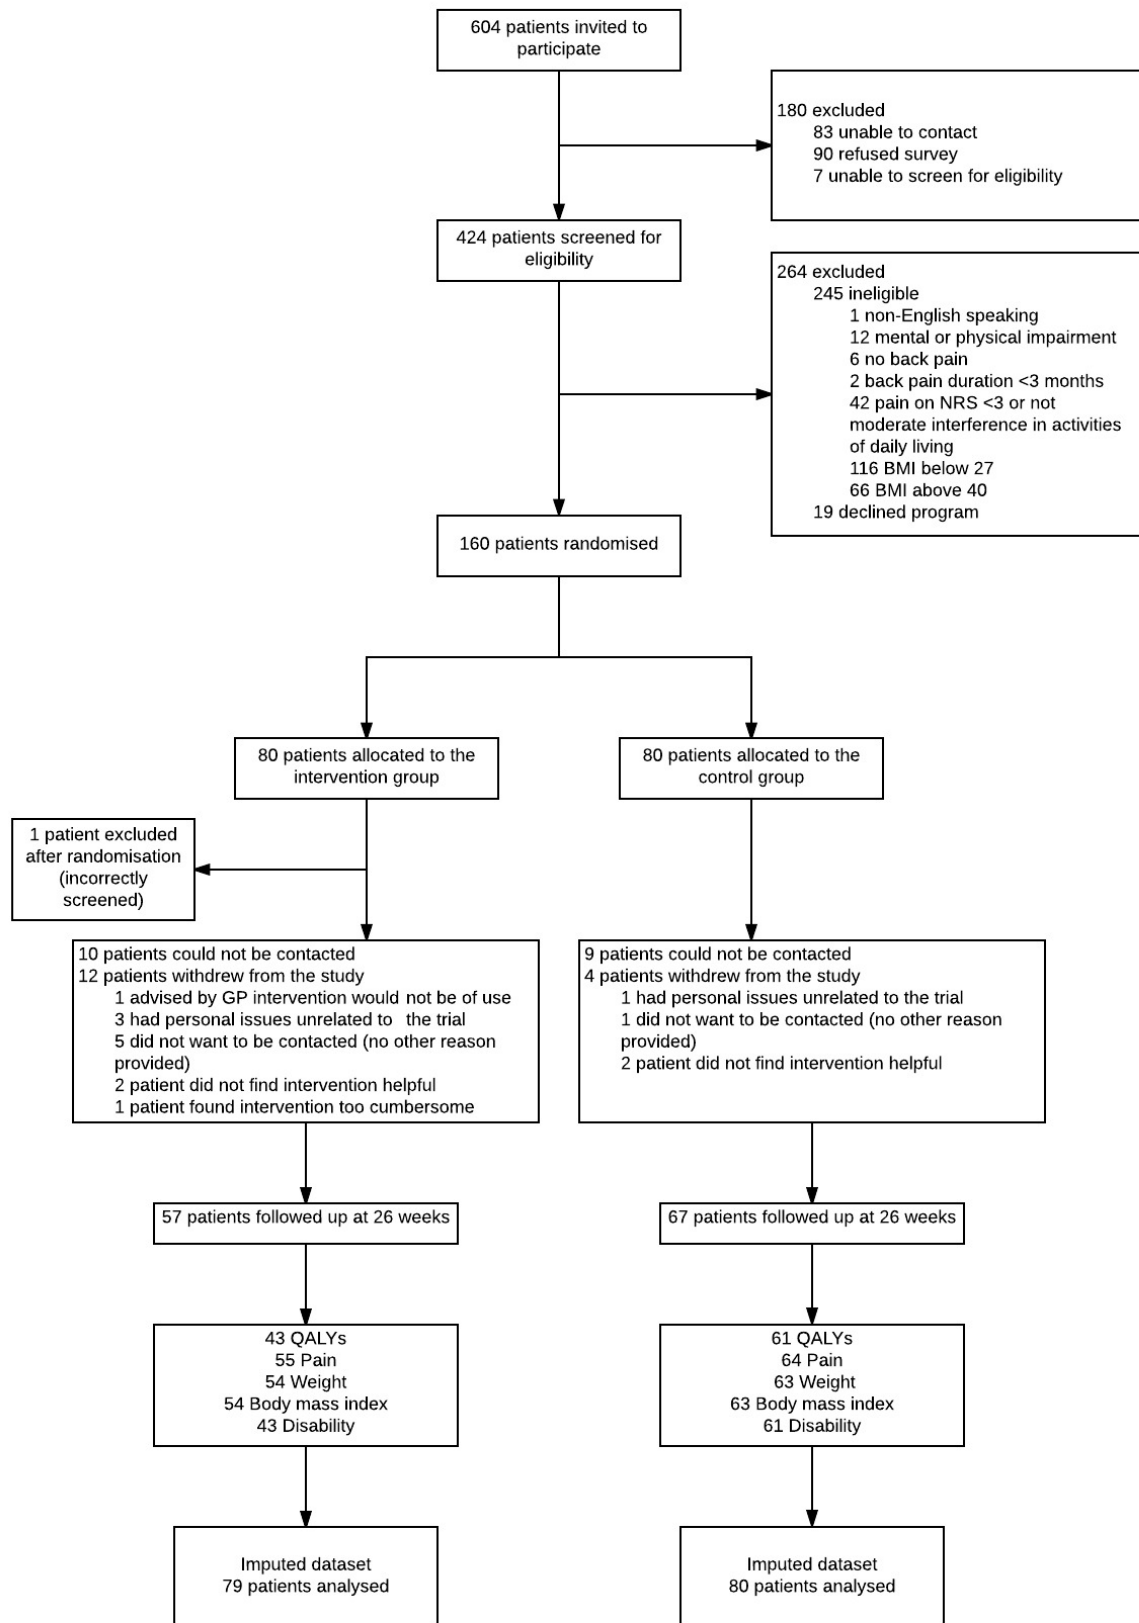 604 patients invited to
participate
180 excluded
83 unable to contact
90 refused survey
7 unable to screen for eligibility
424 patients screened for
eligibility
264 excluded
245 ineligible
1 non-English speaking
12 mental or physical impairment
6 no back pain
2 back pain duration <3 months
42 pain on NRS <3 or not
moderate interference in activities
of daily living
116 BMI below 27
66 BMI above 40
19 declined program
160 patients randomised
80 patients allocated to the
intervention group
80 patients allocated to the
control group
1 patient excluded
after randomisation
(incorrectly
screened)
10 patients could not be contacted
12 patients withdrew from the study
1 advised by GP intervention would not be of use
3 had personal issues unrelated to the trial
5 did not want to be contacted (no other reason
provided)
2 patient did not find intervention helpful
1 patient found intervention too cumbersome
9 patients could not be contacted
4 patients withdrew from the study
1 had personal issues unrelated to the trial
1 did not want to be contacted (no other reason
provided)
2 patient did not find intervention helpful
57 patients followed up at 26 weeks
67 patients followed up at 26 weeks
43 QALYs
55 Pain
54 Weight
54 Body mass index
43 Disability
61 QALYs
64 Pain
63 Weight
63 Body mass index
61 Disability
Imputed dataset
79 patients analysed
Imputed dataset
80 patients analysed